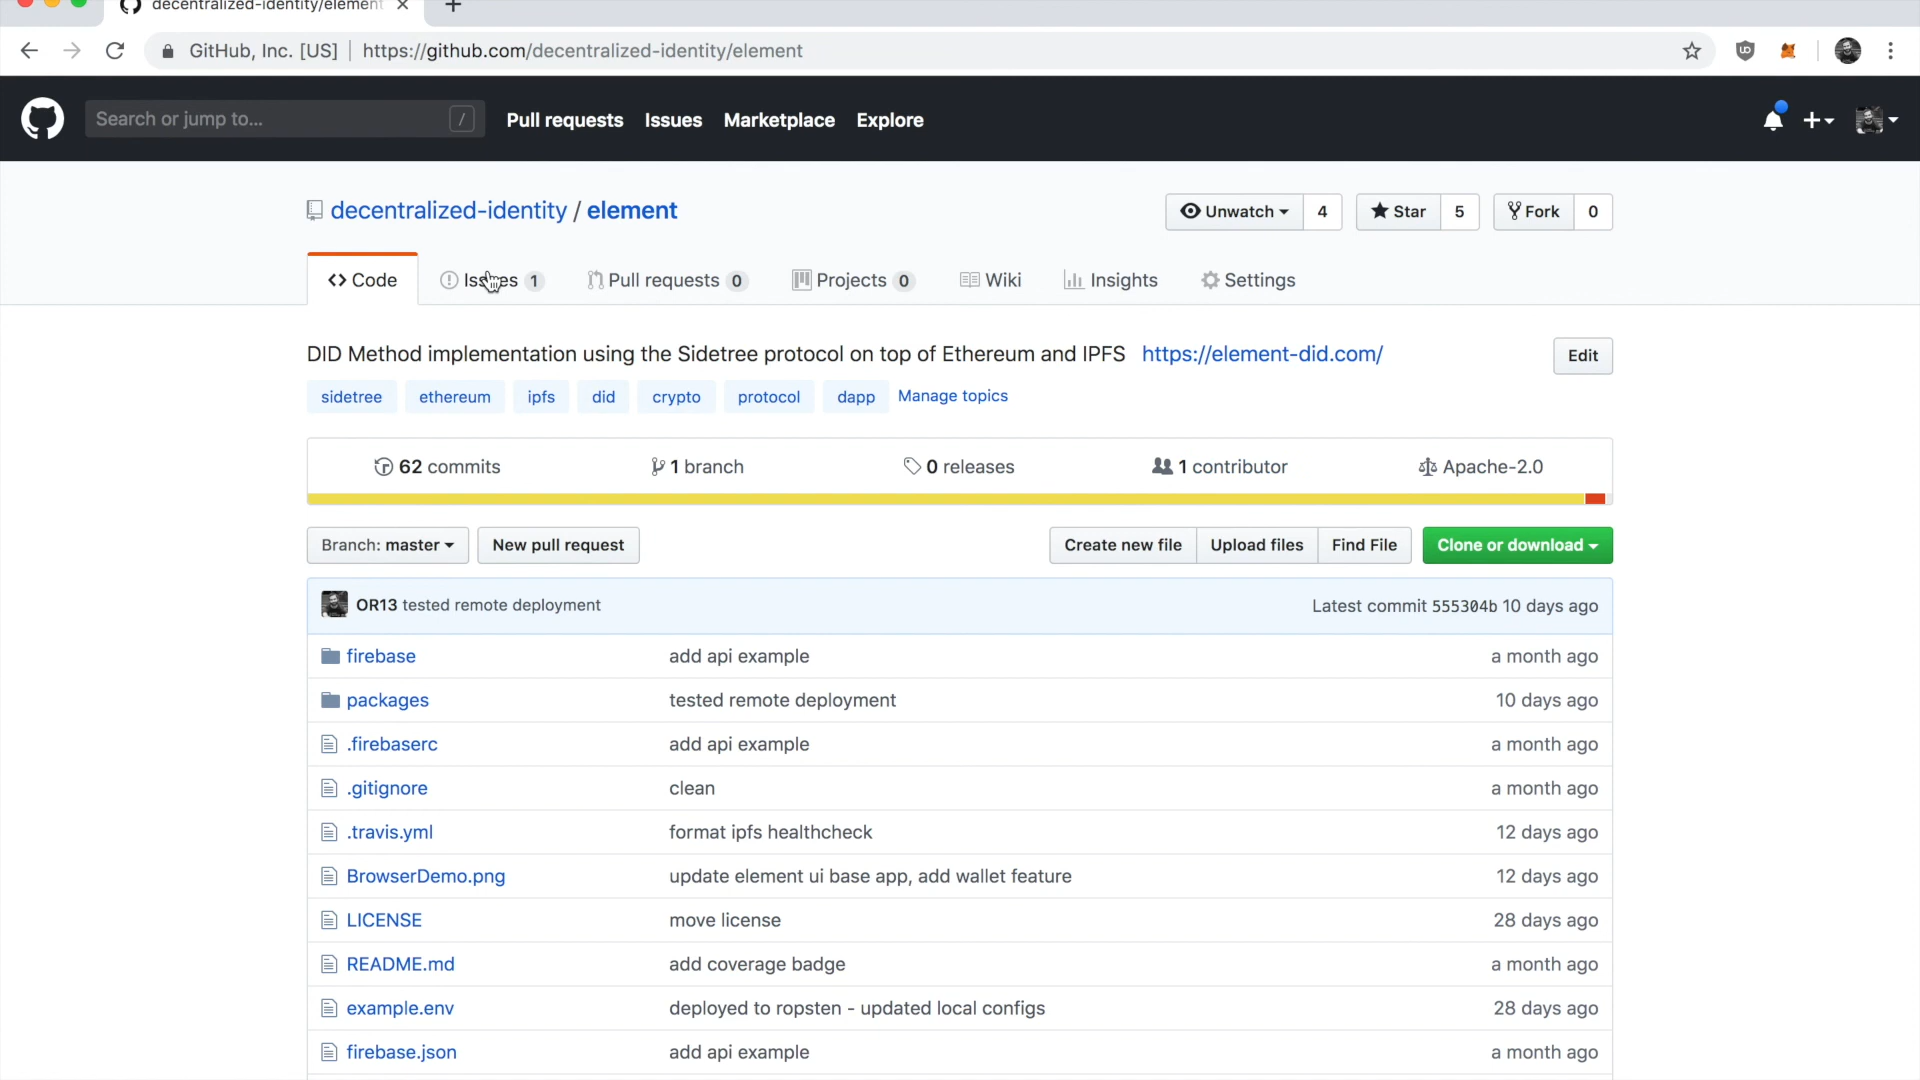 decentralized-identity/element
GitHub, Inc. [US] | https://github.com/decentralized-identity/element
Search or jump to... / Pull requests Issues Marketplace Explore
decentralized-identity / element Unwatch 4 Star 5 Fork 0
<> Code Issues 1 Pull requests 0 Projects 0 Wiki Insights Settings
DID Method implementation using the Sidetree protocol on top of Ethereum and IPFS https://element-did.com/ Edit
sidetree ethereum ipfs did crypto protocol dapp Manage topics
62 commits 1 branch 0 releases 1 contributor Apache-2.0
Branch: master New pull request Create new file Upload files Find File Clone or download
OR13 tested remote deployment Latest commit 555304b 10 days ago
firebase add api example a month ago
packages tested remote deployment 10 days ago
.firebaserc add api example a month ago
.gitignore clean a month ago
.travis.yml format ipfs healthcheck 12 days ago
BrowserDemo.png update element ui base app, add wallet feature 12 days ago
LICENSE move license 28 days ago
README.md add coverage badge a month ago
example.env deployed to ropsten - updated local configs 28 days ago
firebase.json add api example a month ago